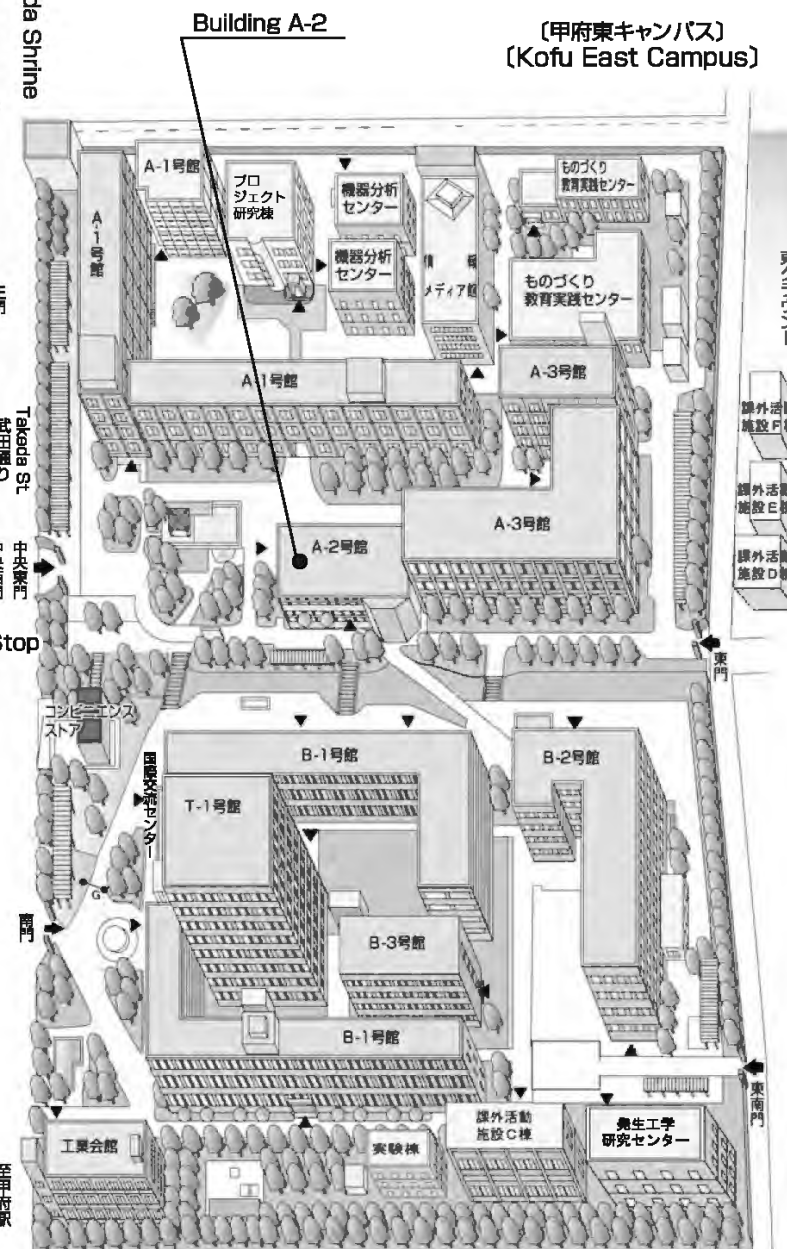 Building A-2
〔甲府東キャンパス〕
〔Kofu East Campus〕
da Shrine
A-1号館
A-1号館
プロ
ジェクト
研究棟
機器分析
センター
機器分析
センター
情報
メディア館
ものづくり
教育実践センター
ものづくり
教育実践センター
A-1号館
A-3号館
A-3号館
A-2号館
Takeda St.
武田通り
中央東門
Stop
課外活
施設F
課外活
施設E
課外活
施設D
東門
コンビニエンス
ストア
国際交流センター
B-1号館
T-1号館
B-2号館
B-3号館
B-1号館
G
南門
東南門
工業会館
実験棟
課外活動
施設C棟
発生工学
研究センター
至甲府駅